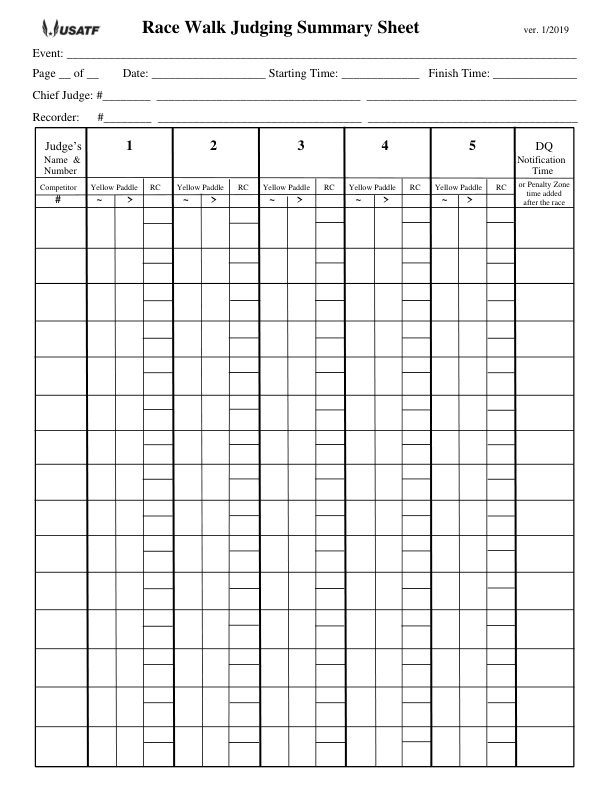 USATF Race Walk Judging Summary Sheet ver. 1/2019
Event: ___________________________________________________________________________________
Page __ of __ Date: ___________________ Starting Time: _____________ Finish Time: ______________
Chief Judge: #________ __________________________________ ___________________________________
Recorder: #________ __________________________________ ___________________________________
Judge's Name & Number 1 2 3 4 5 DQ Notification Time
Competitor Yellow Paddle RC Yellow Paddle RC Yellow Paddle RC Yellow Paddle RC Yellow Paddle RC or Penalty Zone time added after the race
# ~ > ~ > ~ > ~ > ~ >